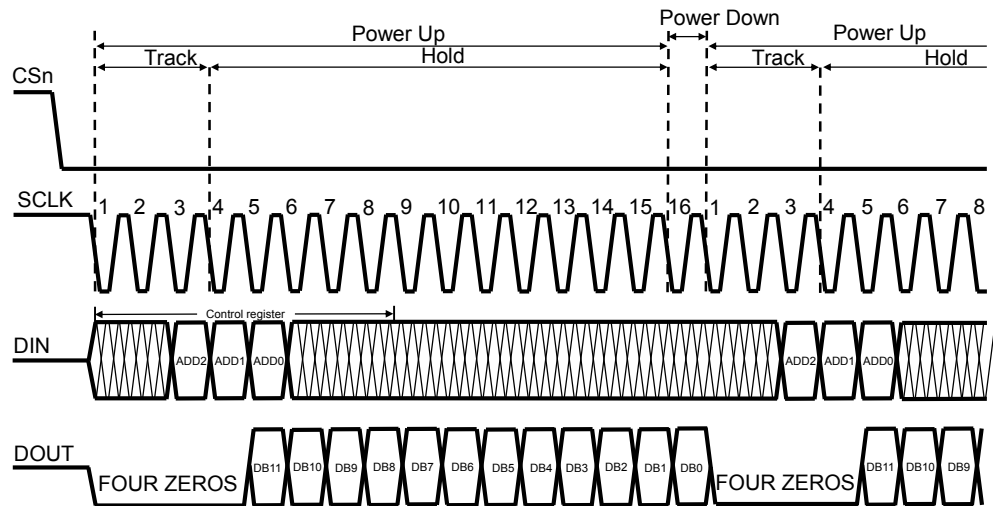 Power Down
Power Up Power Up
Track Hold Track Hold
CSn
SCLK
1 2 3 4 5 6 7 8 9 10 11 12 13 14 15 16 1 2 3 4 5 6 7 8
Control register
DIN ADD2 ADD1 ADD0 ADD2 ADD1 ADD0
DOUT FOUR ZEROS DB11 DB10 DB9 DB8 DB7 DB6 DB5 DB4 DB3 DB2 DB1 DB0 FOUR ZEROS DB11 DB10 DB9